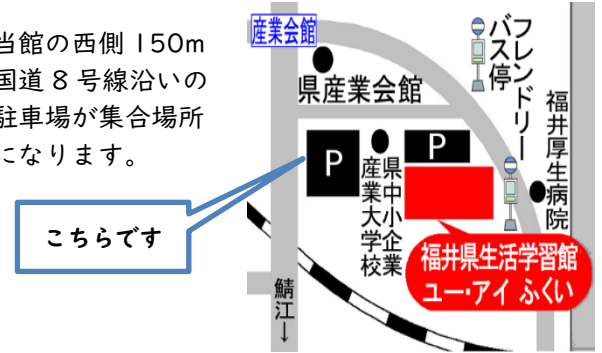 当館の西側150m
国道8号線沿いの
駐車場が集合場所
になります。
こちらです
産業会館
県産業会館
フレンドリー
バス停
福井厚生病院
P
P
県中小企業
産業大学校
福井県生活学習館
ユー・アイ ふくい
鯖江↓